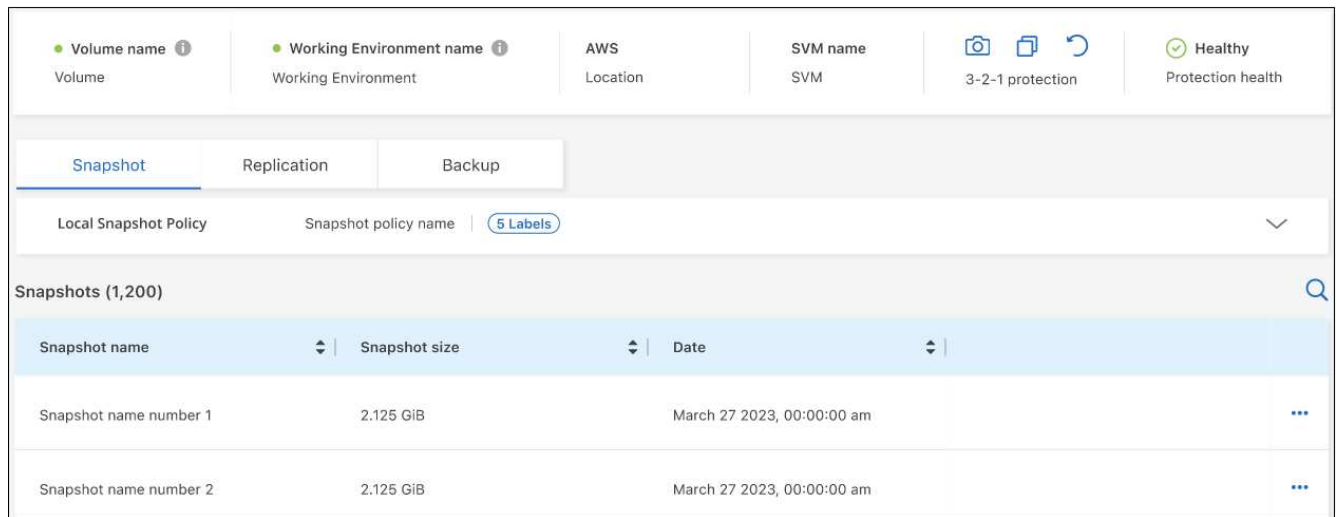 Volume name Working Environment name AWS SVM name Healthy
Volume Working Environment Location SVM 3-2-1 protection Protection health
Snapshot Replication Backup
Local Snapshot Policy Snapshot policy name 5 Labels
Snapshots (1,200)
Snapshot name Snapshot size Date
Snapshot name number 1 2.125 GiB March 27 2023, 00:00:00 am
Snapshot name number 2 2.125 GiB March 27 2023, 00:00:00 am